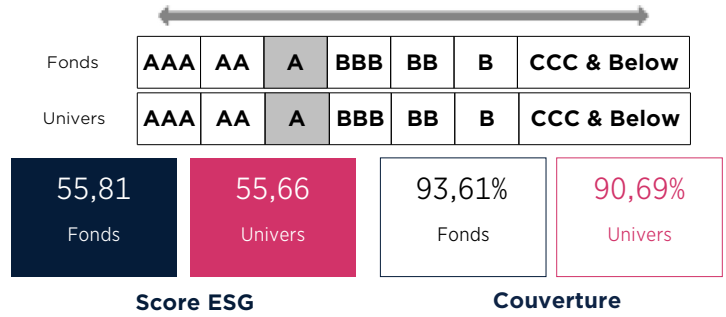 Fonds AAA AA A BBB BB B CCC & Below
Univers AAA AA A BBB BB B CCC & Below
55,81 55,66 93,61% 90,69%
Fonds Univers Fonds Univers
Score ESG Couverture